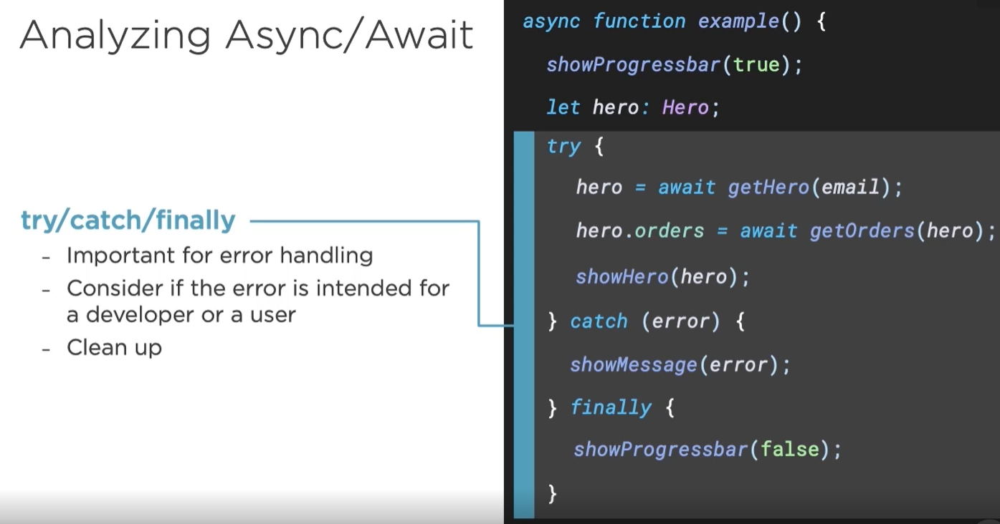 Analyzing Async/Await
try/catch/finally
- Important for error handling
- Consider if the error is intended for
a developer or a user
- Clean up
async function example() {
showProgressbar(true);
let hero: Hero;
try {
hero = await getHero(email);
hero.orders = await getOrders(hero);
showHero(hero);
} catch (error) {
showMessage(error);
} finally {
showProgressbar(false);
}